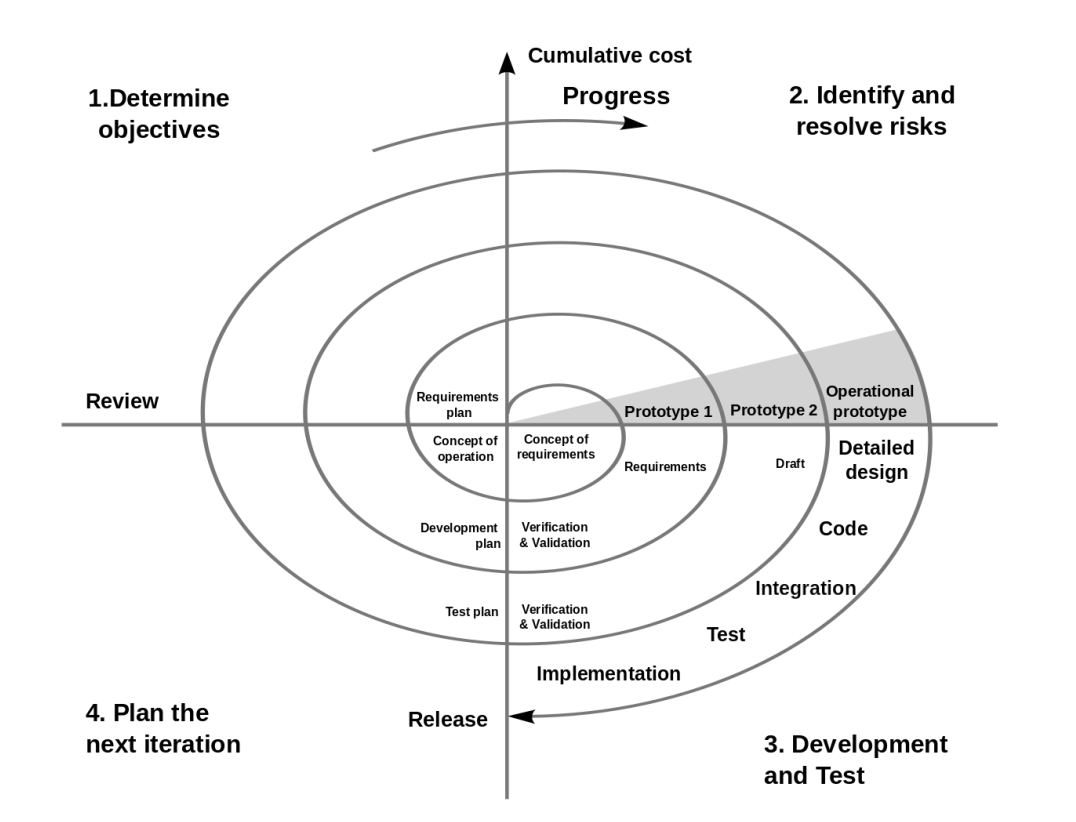 Cumulative cost
Progress
1.Determine
objectives
2. Identify and
resolve risks
Review
Requirements
plan
Prototype 1
Prototype 2
Operational
prototype
Concept of
operation
Concept of
requirements
Requirements
Draft
Detailed
design
Development
plan
Verification
& Validation
Code
Integration
Test plan
Verification
& Validation
Test
Implementation
Release
4. Plan the
next iteration
3. Development
and Test